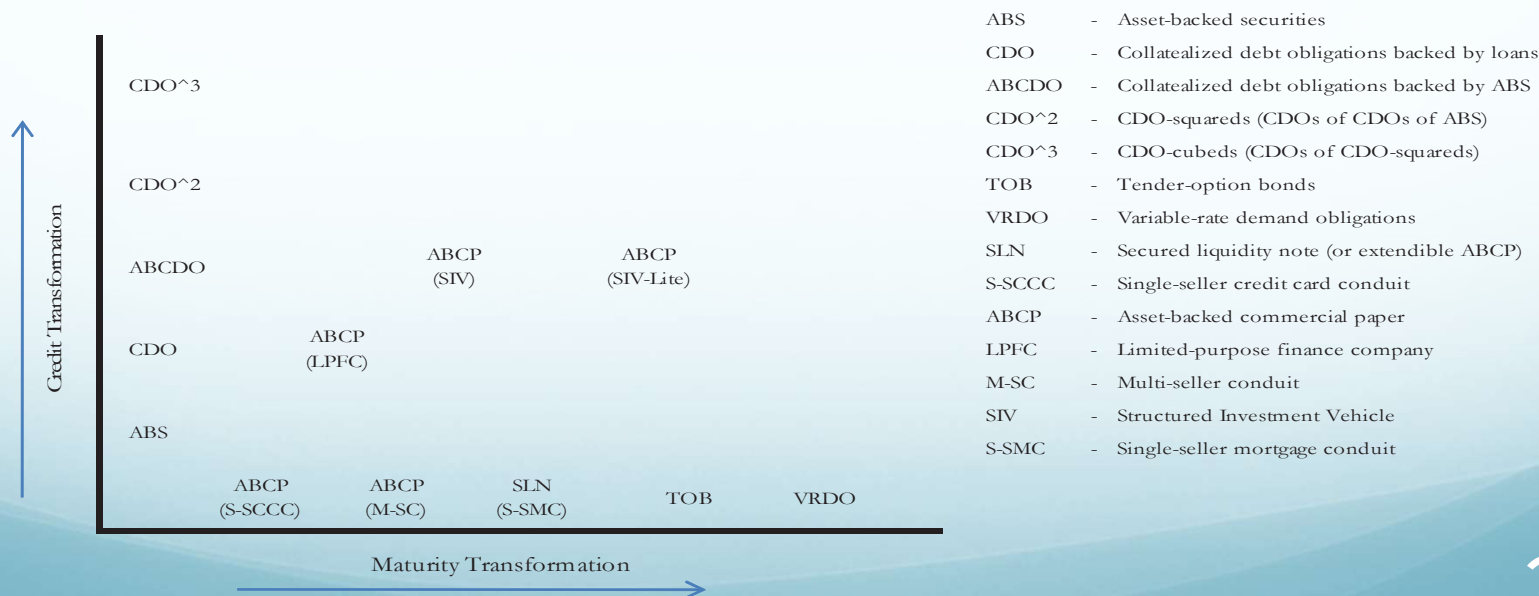 CDO^3
CDO^2
ABCDO
ABCP
(SIV)
ABCP
(SIV-Lite)
CDO
ABCP
(LPFC)
ABS
ABCP
(S-SCCC)
ABCP
(M-SC)
SLN
(S-SMC)
TOB
VRDO
Credit Transformation
Maturity Transformation
ABS - Asset-backed securities
CDO - Collatealized debt obligations backed by loans
ABCDO - Collatealized debt obligations backed by ABS
CDO^2 - CDO-squareds (CDOs of CDOs of ABS)
CDO^3 - CDO-cubeds (CDOs of CDO-squareds)
TOB - Tender-option bonds
VRDO - Variable-rate demand obligations
SLN - Secured liquidity note (or extendible ABCP)
S-SCCC - Single-seller credit card conduit
ABCP - Asset-backed commercial paper
LPFC - Limited-purpose finance company
M-SC - Multi-seller conduit
SIV - Structured Investment Vehicle
S-SMC - Single-seller mortgage conduit